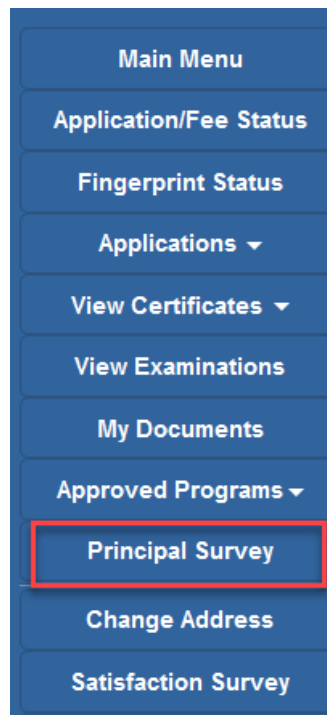 Main Menu
Application/Fee Status
Fingerprint Status
Applications
View Certificates
View Examinations
My Documents
Approved Programs
Principal Survey
Change Address
Satisfaction Survey